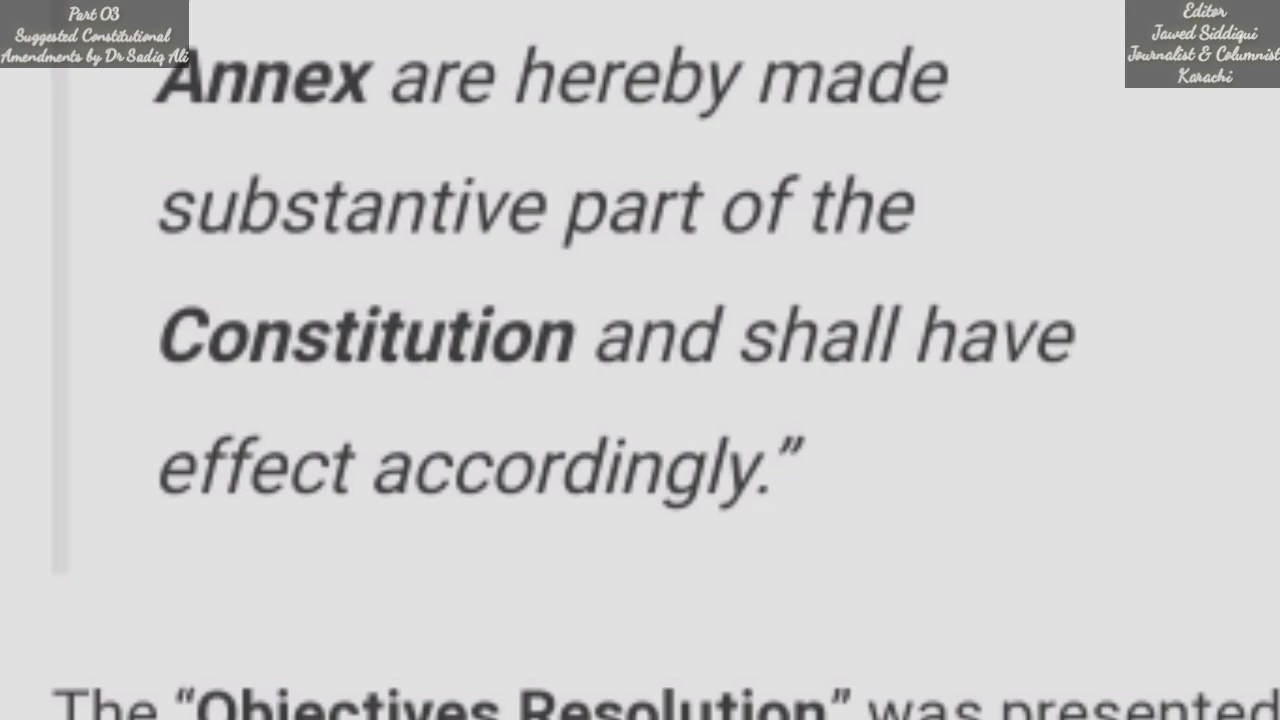 Part 03
Suggested Constitutional
Amendments by Dr Sadiq Ali
Editor
Jawed Siddiqui
Journalist & Columnist
Karachi
Annex are hereby made
substantive part of the
Constitution and shall have
effect accordingly.”
The “Objectives Resolution” was presented